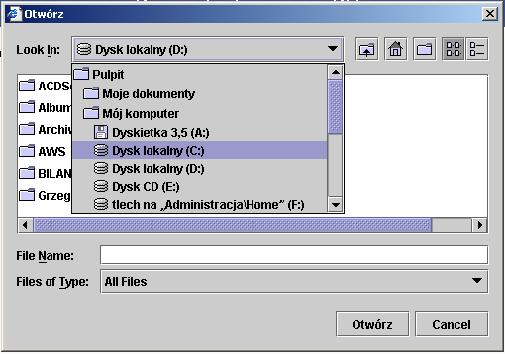 Otwórz
Look In: Dysk lokalny (D:)
Pulpit
Moje dokumenty
Mój komputer
Dyskietka 3,5 (A:)
Dysk lokalny (C:)
Dysk lokalny (D:)
Dysk CD (E:)
tlech na „Administracja\Home” (F:)
ACDS
Album
Archiw
AWS
BILAN
Grzeg
File Name:
Files of Type: All Files
Otwórz Cancel